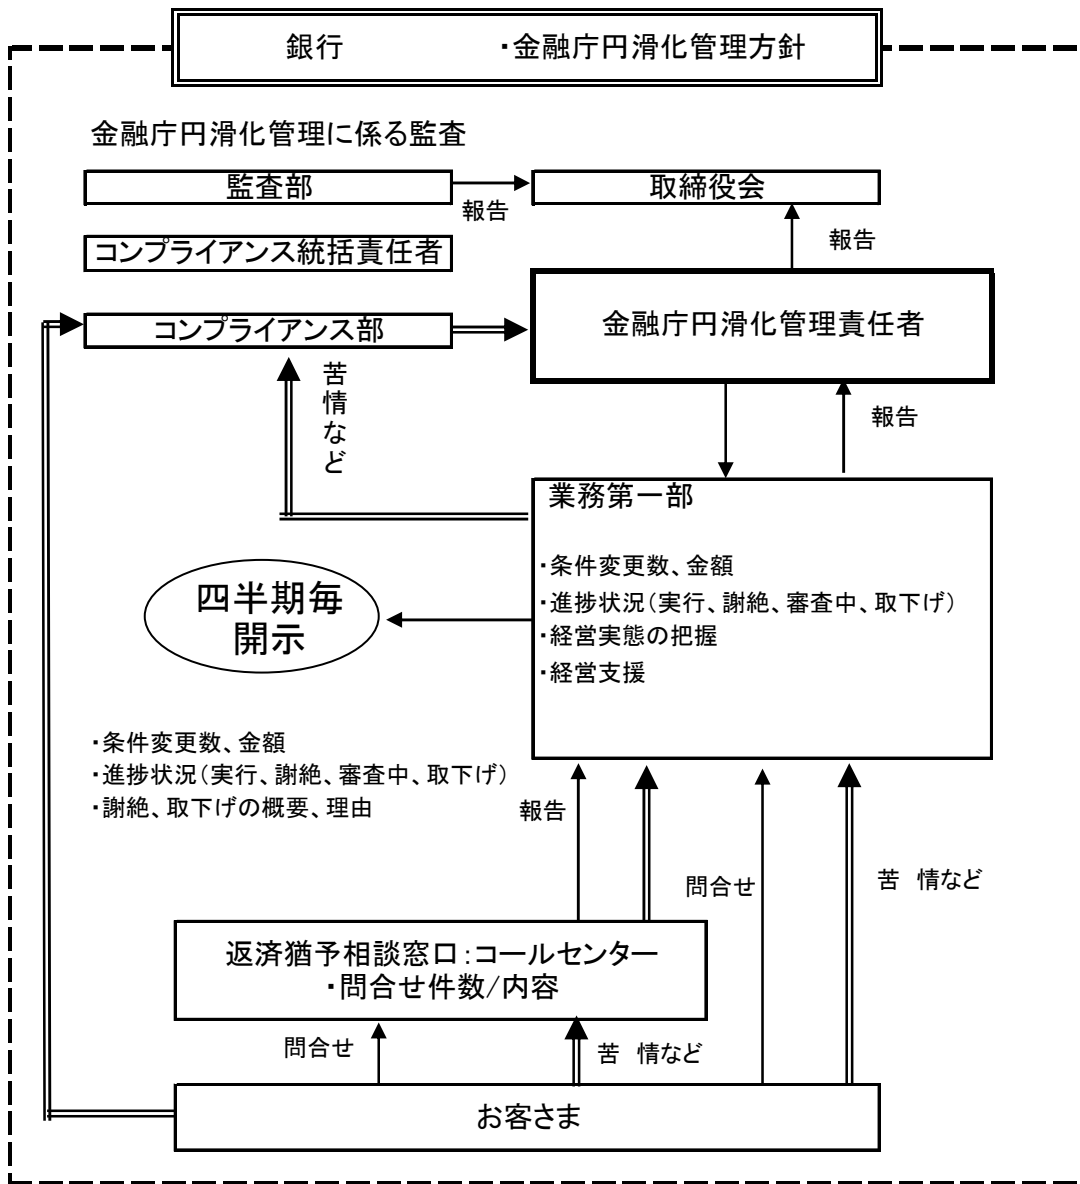 銀行　・金融庁円滑化管理方針
金融庁円滑化管理に係る監査
監査部
報告
取締役会
報告
コンプライアンス統括責任者
コンプライアンス部
金融庁円滑化管理責任者
苦情など
報告
業務第一部
・条件変更数、金額
・進捗状況（実行、謝絶、審査中、取下げ）
・経営実態の把握
・経営支援
四半期毎
開示
・条件変更数、金額
・進捗状況（実行、謝絶、審査中、取下げ）
・謝絶、取下げの概要、理由
報告
問合せ
苦　情など
返済猶予相談窓口：コールセンター
・問合せ件数/内容
問合せ
苦　情など
お客さま